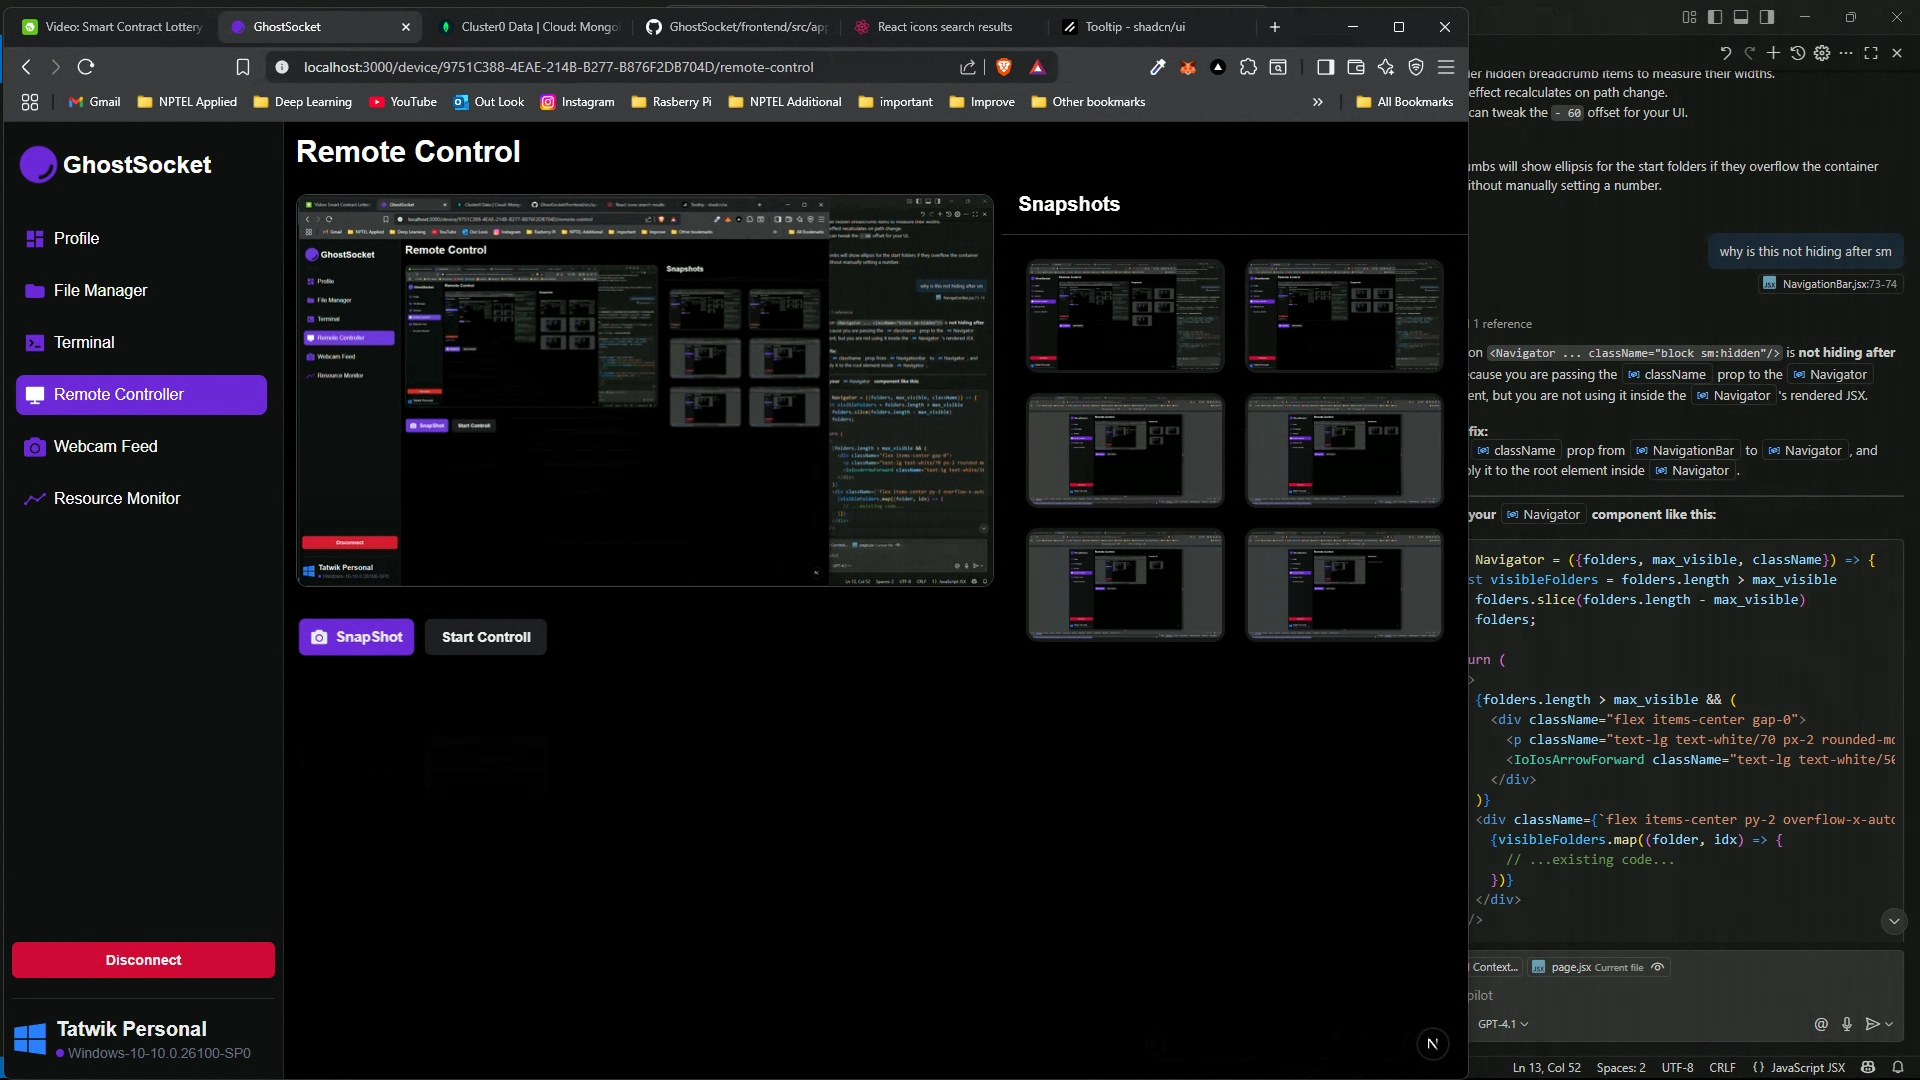 Video: Smart Contract Lottery
GhostSocket
Cluster0 Data | Cloud: Mongo
GhostSocket/frontend/src/app
React icons search results
Tooltip - shadcn/ui
localhost:3000/device/9751C388-4EAE-214B-B277-B876F2DB704D/remote-control
Gmail
NPTEL Applied
Deep Learning
YouTube
Out Look
Instagram
Rasberry Pi
NPTEL Additional
important
Improve
Other bookmarks
All Bookmarks
GhostSocket
Profile
File Manager
Terminal
Remote Controller
Webcam Feed
Resource Monitor
Disconnect
Tatwik Personal
Windows-10-10.0.26100-SP0
Remote Control
SnapShot
Start Controll
Snapshots
N
ler hidden breadcrumb items to measure their widths.
effect recalculates on path change.
can tweak the - 60 offset for your UI.
umbs will show ellipsis for the start folders if they overflow the container
ithout manually setting a number.
why is this not hiding after sm
NavigationBar.jsx:73-74
1 reference
on <Navigator ... className="block sm:hidden"/> is not hiding after
cause you are passing the className prop to the Navigator
ent, but you are not using it inside the Navigator 's rendered JSX.
fix:
className prop from NavigationBar to Navigator , and
ly it to the root element inside Navigator .
your Navigator component like this:
Navigator = ({folders, max_visible, className}) => {
st visibleFolders = folders.length > max_visible
folders.slice(folders.length - max_visible)
folders;
urn (
>
{folders.length > max_visible && (
<div className="flex items-center gap-0">
<p className="text-lg text-white/70 px-2 rounded-mc
<IoIosArrowForward className="text-lg text-white/5
</div>
)}
<div className={`flex items-center py-2 overflow-x-auto
{visibleFolders.map((folder, idx) => {
// ...existing code...
})}
</div>
/>
Context...
page.jsx Current file
pilot
GPT-4.1
Ln 13, Col 52
Spaces: 2
UTF-8
CRLF
{} JavaScript JSX